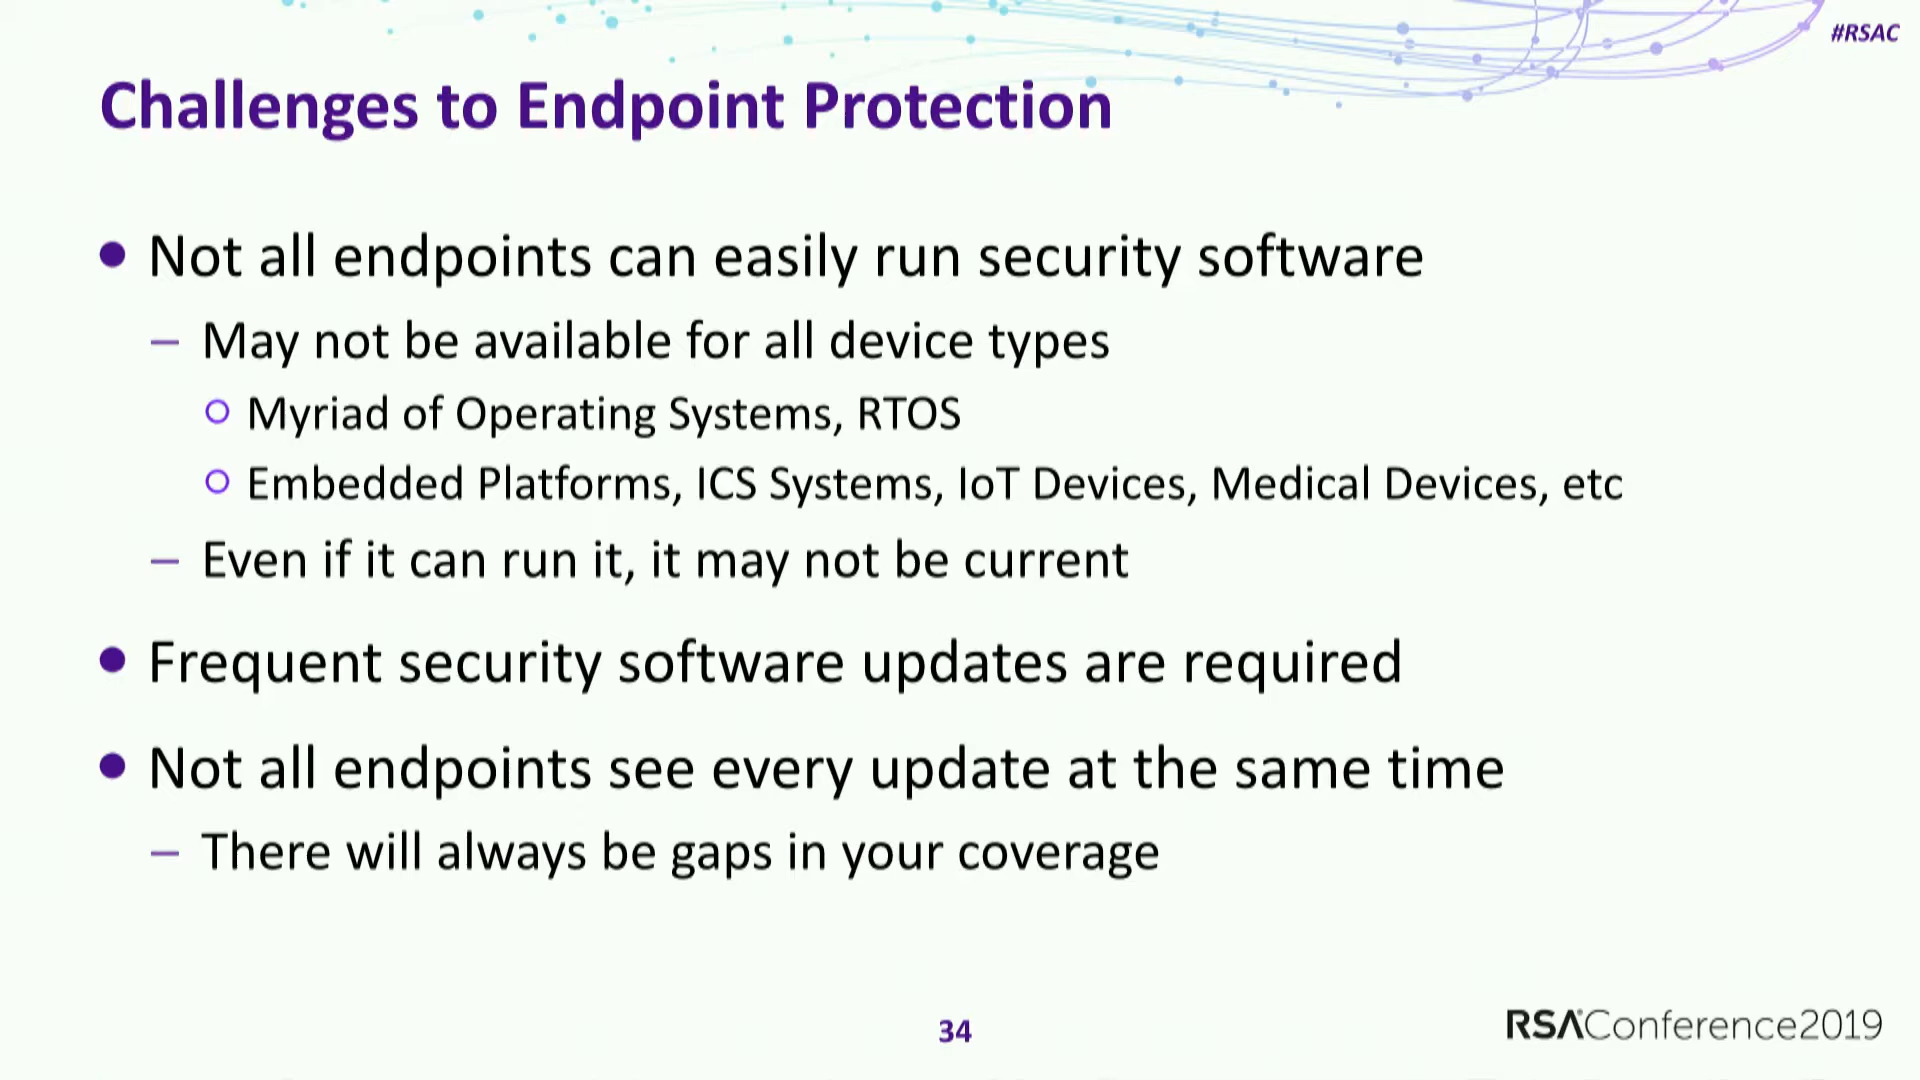 #RSAC
Challenges to Endpoint Protection
● Not all endpoints can easily run security software
– May not be available for all device types
○ Myriad of Operating Systems, RTOS
○ Embedded Platforms, ICS Systems, IoT Devices, Medical Devices, etc
– Even if it can run it, it may not be current
● Frequent security software updates are required
● Not all endpoints see every update at the same time
– There will always be gaps in your coverage
34
RSAConference2019